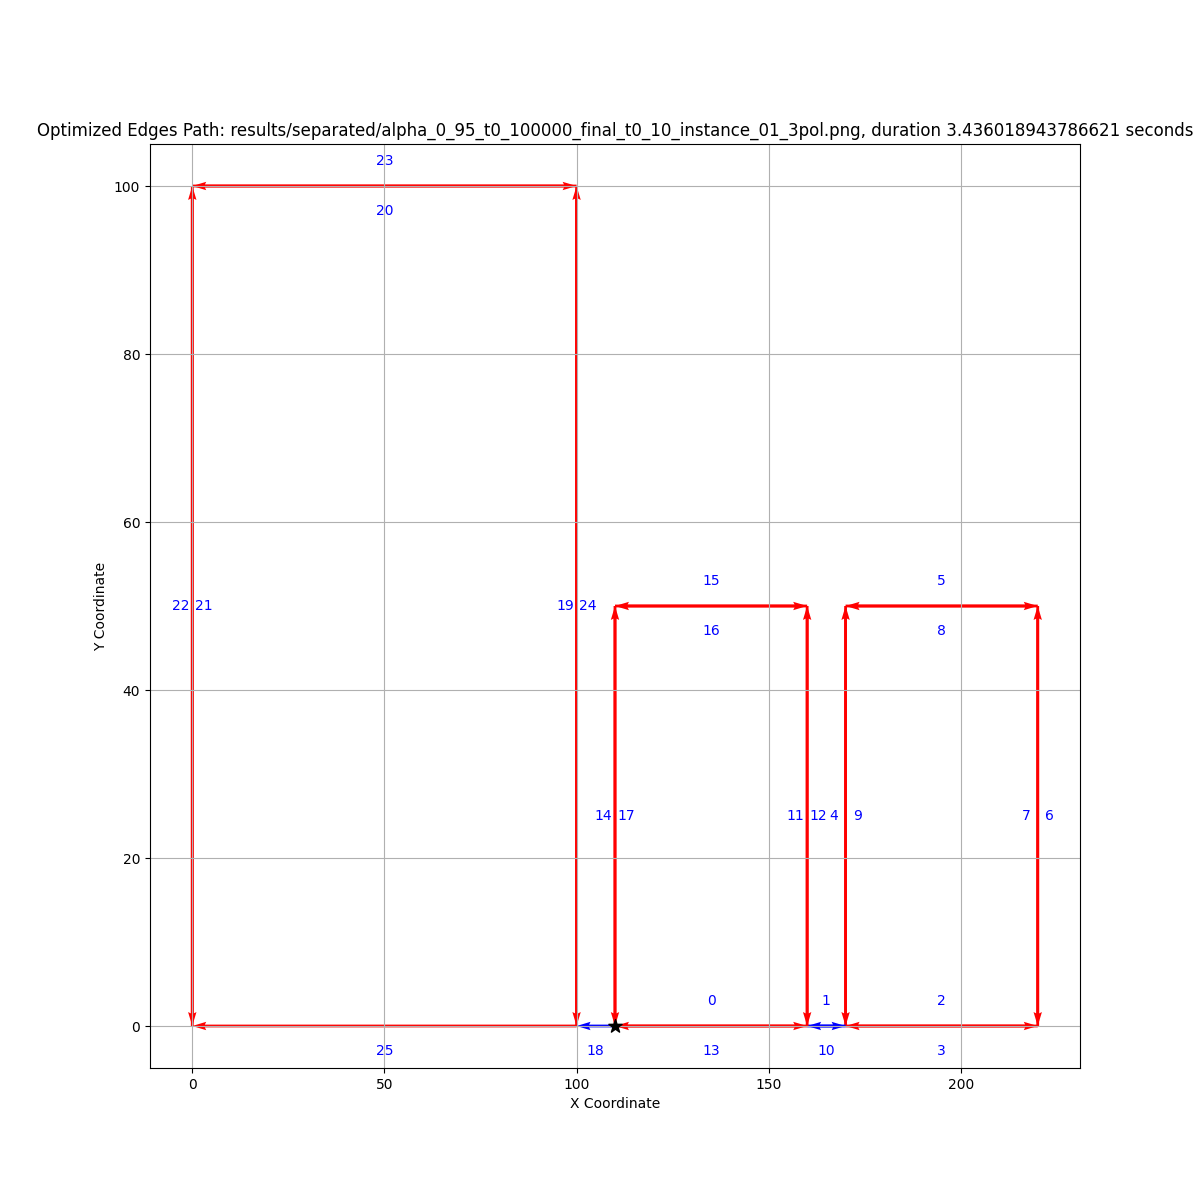 Optimized Edges Path: results/separated/alpha_0_95_t0_100000_final_t0_10_instance_01_3pol.png, duration 3.436018943786621 seconds
23
100
20
80
60
Y Coordinate
22 21 19 24
15 5
16 8
40
14 17 11 12 4 9 7 6
20
0 1 2
0
25 18 13 10 3
0 50 100 150 200
X Coordinate